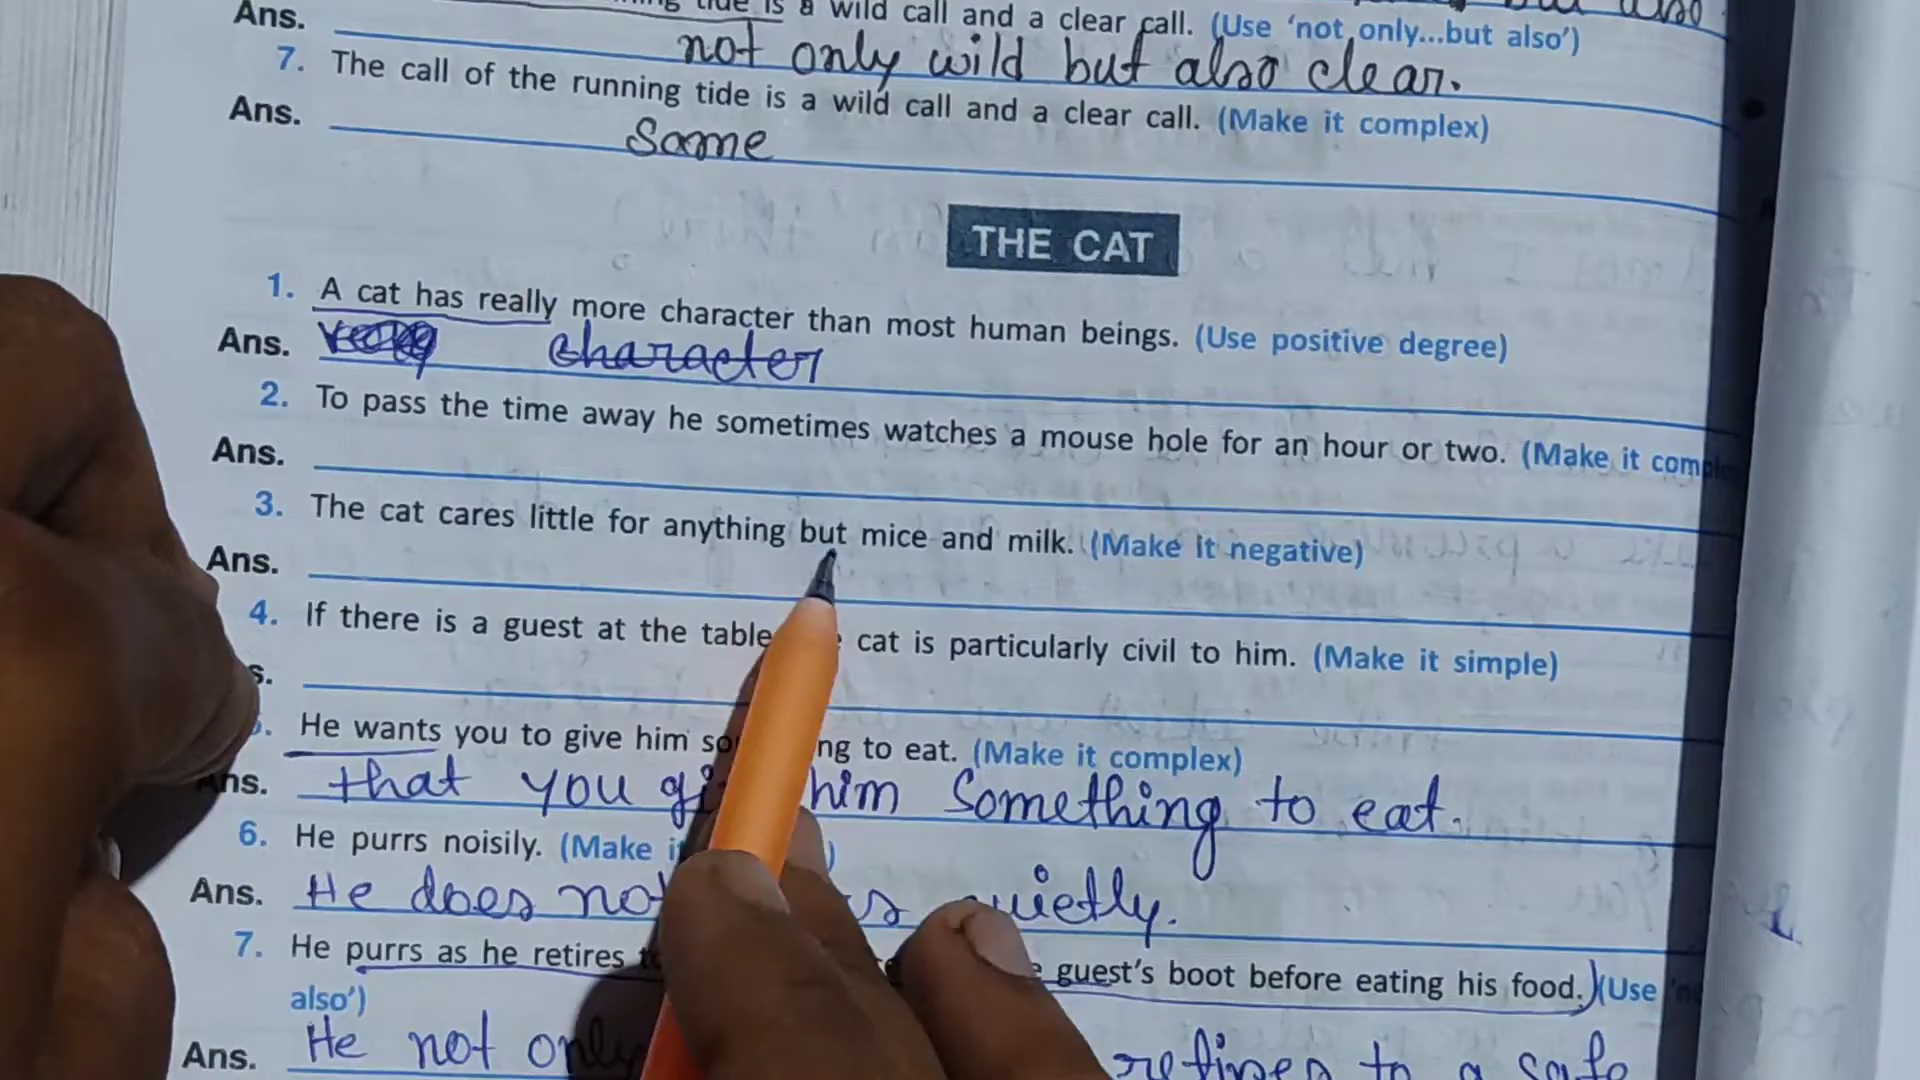 tide is a wild call and a clear call. (Use 'not only...but also')
Ans. not only wild but also clear.
7. The call of the running tide is a wild call and a clear call. (Make it complex)
Ans. Same
THE CAT
1. A cat has really more character than most human beings. (Use positive degree)
Ans. character
2. To pass the time away he sometimes watches a mouse hole for an hour or two. (Make it
Ans.
3. The cat cares little for anything but mice and milk. (Make it negative)
Ans.
4. If there is a guest at the table cat is particularly civil to him. (Make it simple)
5. He wants you to give him to eat. (Make it complex)
Ans. that you him something to eat.
6. He purrs noisily. (Make
Ans. He does not quietly.
7. He purrs as he retires guest's boot before eating his food. (Use
also')
Ans. He not only retires to a safe